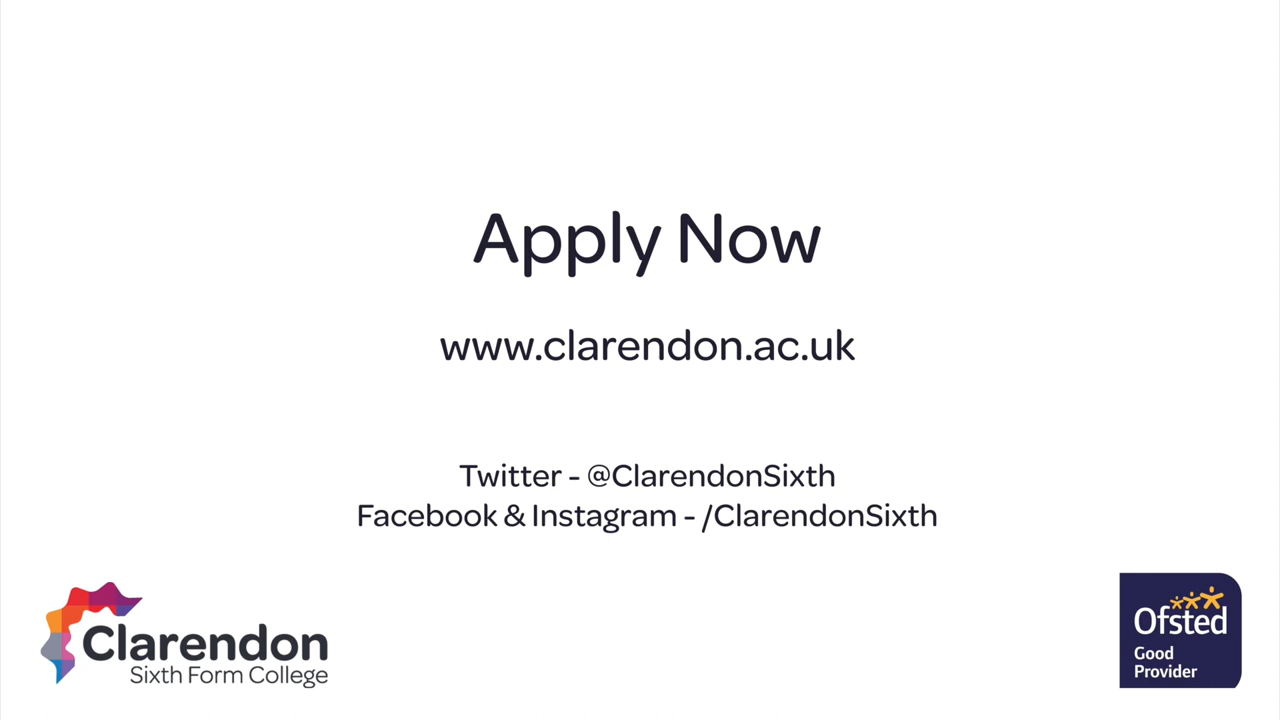 Apply Now
www.clarendon.ac.uk
Twitter - @ClarendonSixth
Facebook & Instagram - /ClarendonSixth
Clarendon
Sixth Form College
Ofsted
Good
Provider